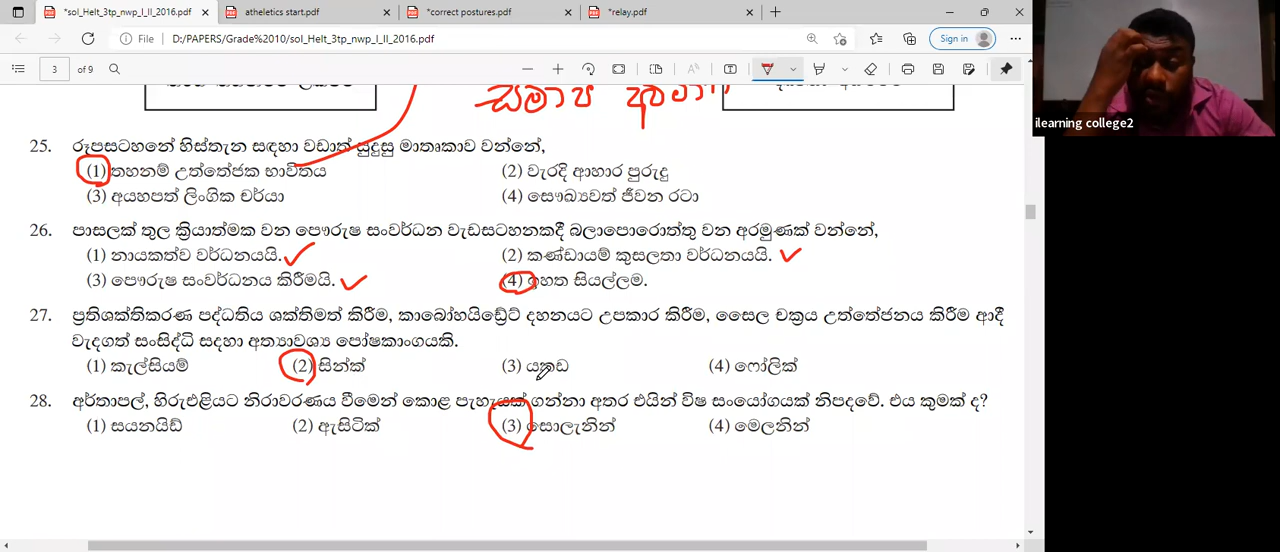 *sol_Helt_3tp_nwp_I_II_2016.pdf
atheletics start.pdf
*correct postures.pdf
*relay.pdf
File
D:/PAPERS/Grade%2010/sol_Helt_3tp_nwp_I_II_2016.pdf
Sign in
3 of 9
ilearning college2
සමාජ
25. රූපසටහනේ හිස්තැන සඳහා වඩාත් සුදුසු මාතෘකාව වන්නේ,
(1) තහනම් උත්තේජක භාවිතය (2) වැරදි ආහාර පුරුදු
(3) අයහපත් ලිංගික චර්යා (4) සෞඛ්‍යවත් ජීවන රටා
26. පාසලක් තුල ක්‍රියාත්මක වන පෞරුෂ සංවර්ධන වැඩසටහනකදී බලාපොරොත්තු වන අරමුණක් වන්නේ,
(1) නායකත්ව වර්ධනයයි. (2) කණ්ඩායම් කුසලතා වර්ධනයයි.
(3) පෞරුෂ සංවර්ධනය කිරීමයි. (4) ඉහත සියල්ලම.
27. ප්‍රතිශක්තිකරණ පද්ධතිය ශක්තිමත් කිරීම, කාබෝහයිඩ්‍රේට් දහනයට උපකාර කිරීම, සෛල චක්‍රය උත්තේජනය කිරීම ආදී
වැදගත් සංසිද්ධි සදහා අත්‍යාවශ්‍ය පෝෂකාංගයකි.
(1) කැල්සියම් (2) සින්ක් (3) යකඩ (4) ෆෝලික්
28. අර්තාපල්, හිරුඑළියට නිරාවරණය වීමෙන් කොළ පැහැයක් ගන්නා අතර එයින් විෂ සංයෝගයක් නිපදවේ. එය කුමක් ද?
(1) සයනයිඩ් (2) ඇසිටික් (3) සොලැනින් (4) මෙලනින්